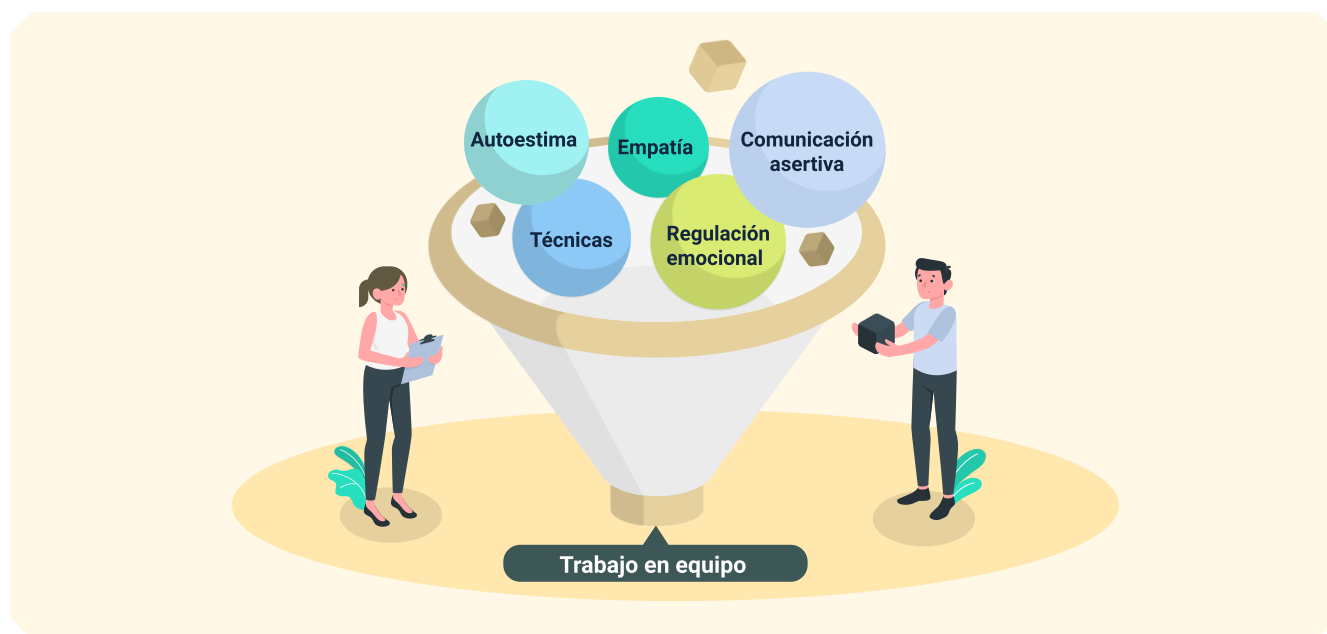 Autoestima
Empatía
Comunicación
asertiva
Técnicas
Regulación
emocional
Trabajo en equipo